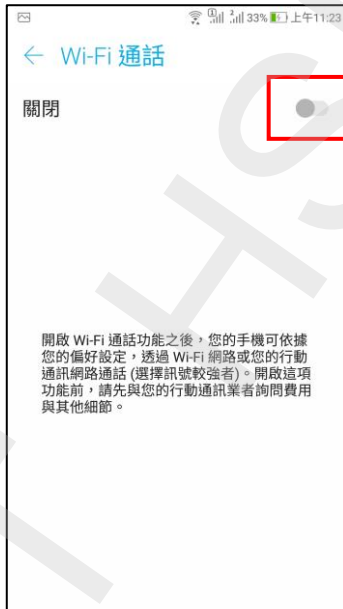 33% 上午11:23
← Wi-Fi 通話
關閉
開啟 Wi-Fi 通話功能之後，您的手機可依據
您的偏好設定，透過 Wi-Fi 網路或您的行動
通訊網路通話 (選擇訊號較強者)。開啟這項
功能前，請先與您的行動通訊業者詢問費用
與其他細節。